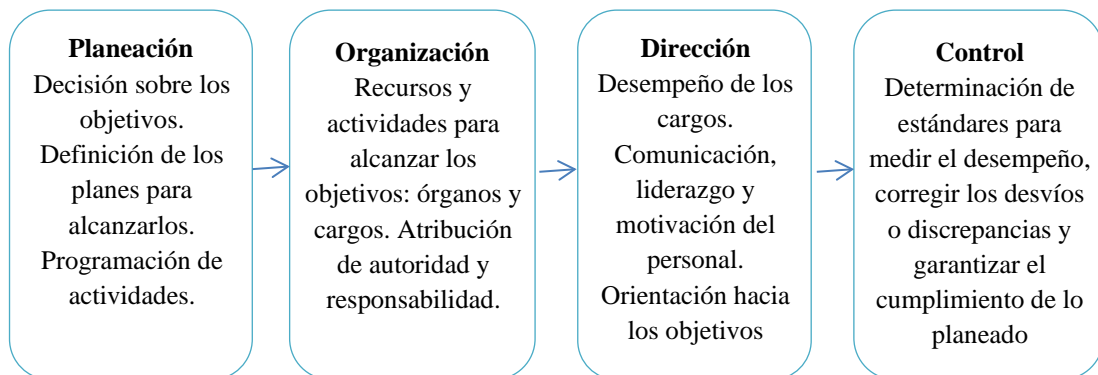 Planeación
Decisión sobre los
objetivos.
Definición de los
planes para
alcanzarlos.
Programación de
actividades.
Organización
Recursos y
actividades para
alcanzar los
objetivos: órganos y
cargos. Atribución
de autoridad y
responsabilidad.
Dirección
Desempeño de los
cargos.
Comunicación,
liderazgo y
motivación del
personal.
Orientación hacia
los objetivos
Control
Determinación de
estándares para
medir el desempeño,
corregir los desvíos
o discrepancias y
garantizar el
cumplimiento de lo
planeado